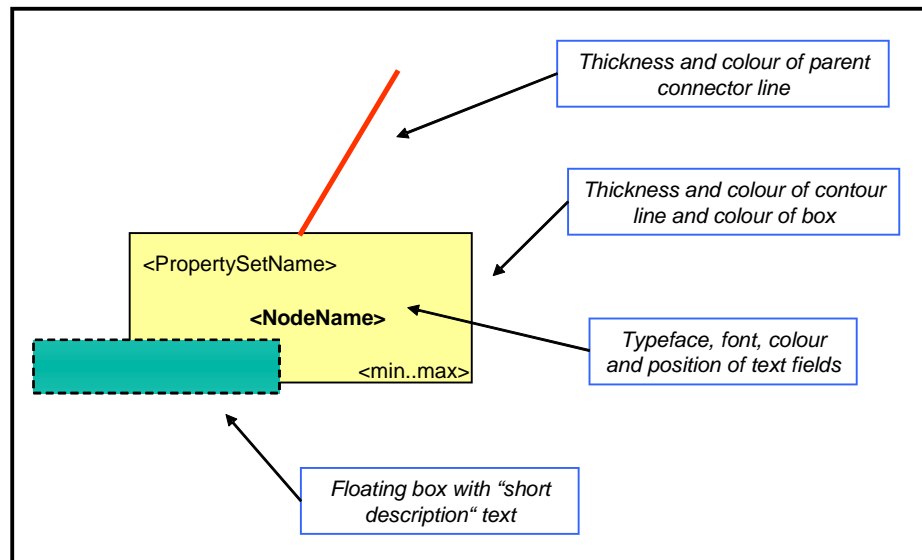 Thickness and colour of parent
connector line
Thickness and colour of contour
line and colour of box
<PropertySetName>
<NodeName>
Typeface, font, colour
and position of text fields
<min..max>
Floating box with “short
description“ text